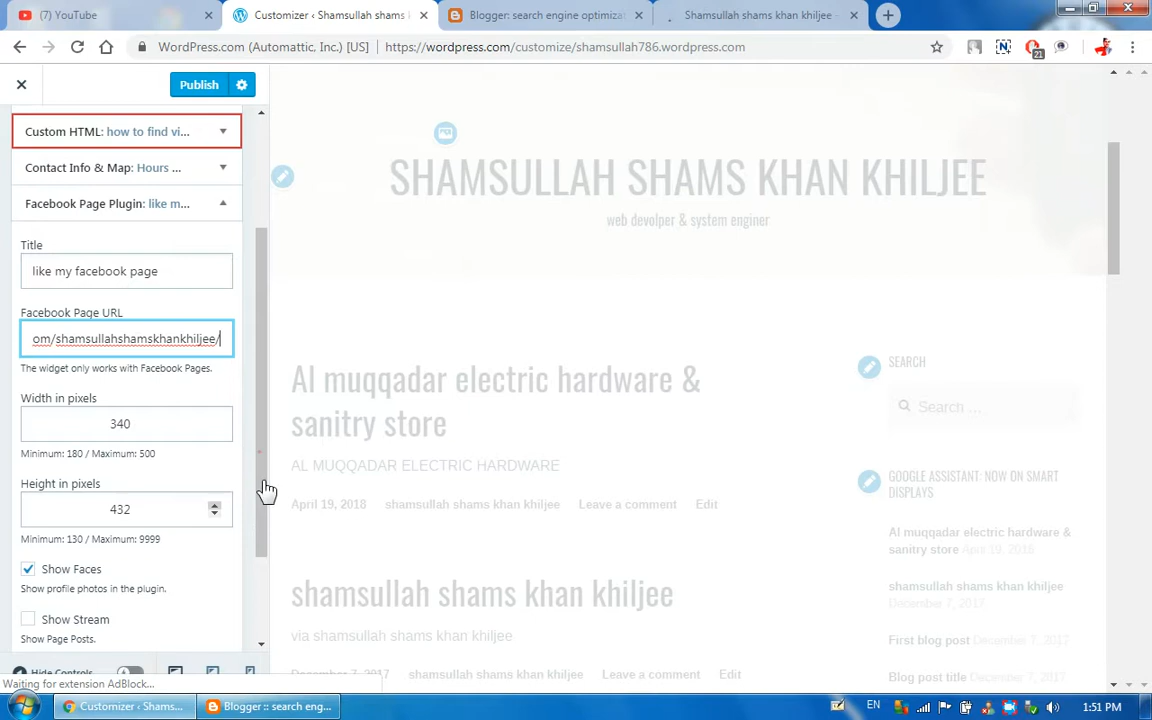 (7) YouTube
Customizer ‹ Shamsullah shams k
Blogger: search engine optimiza
Shamsullah shams khan khiljee –
WordPress.com (Automattic, Inc.) [US]
https://wordpress.com/customize/shamsullah786.wordpress.com
21
Publish
Custom HTML: how to find vi...
Contact Info & Map: Hours ...
Facebook Page Plugin: like m...
Title
like my facebook page
Facebook Page URL
om/shamsullahshamskhankhiljee/
The widget only works with Facebook Pages.
Width in pixels
340
Minimum: 180 / Maximum: 500
Height in pixels
432
Minimum: 130 / Maximum: 9999
Show Faces
Show profile photos in the plugin.
Show Stream
Show Page Posts.
Hide Controls
Waiting for extension AdBlock...
SHAMSULLAH SHAMS KHAN KHILJEE
web devolper & system enginer
Al muqqadar electric hardware &
sanitry store
AL MUQQADAR ELECTRIC HARDWARE
April 19, 2018 shamsullah shams khan khiljee Leave a comment Edit
shamsullah shams khan khiljee
via shamsullah shams khan khiljee
December 7, 2017 shamsullah shams khan khiljee Leave a comment Edit
SEARCH
Search …
GOOGLE ASSISTANT: NOW ON SMART
DISPLAYS
Al muqqadar electric hardware &
sanitry store April 19, 2018
shamsullah shams khan khiljee
December 7, 2017
First blog post December 7, 2017
Blog post title December 7, 2017
Customizer ‹ Shams...
Blogger :: search eng...
EN
1:51 PM